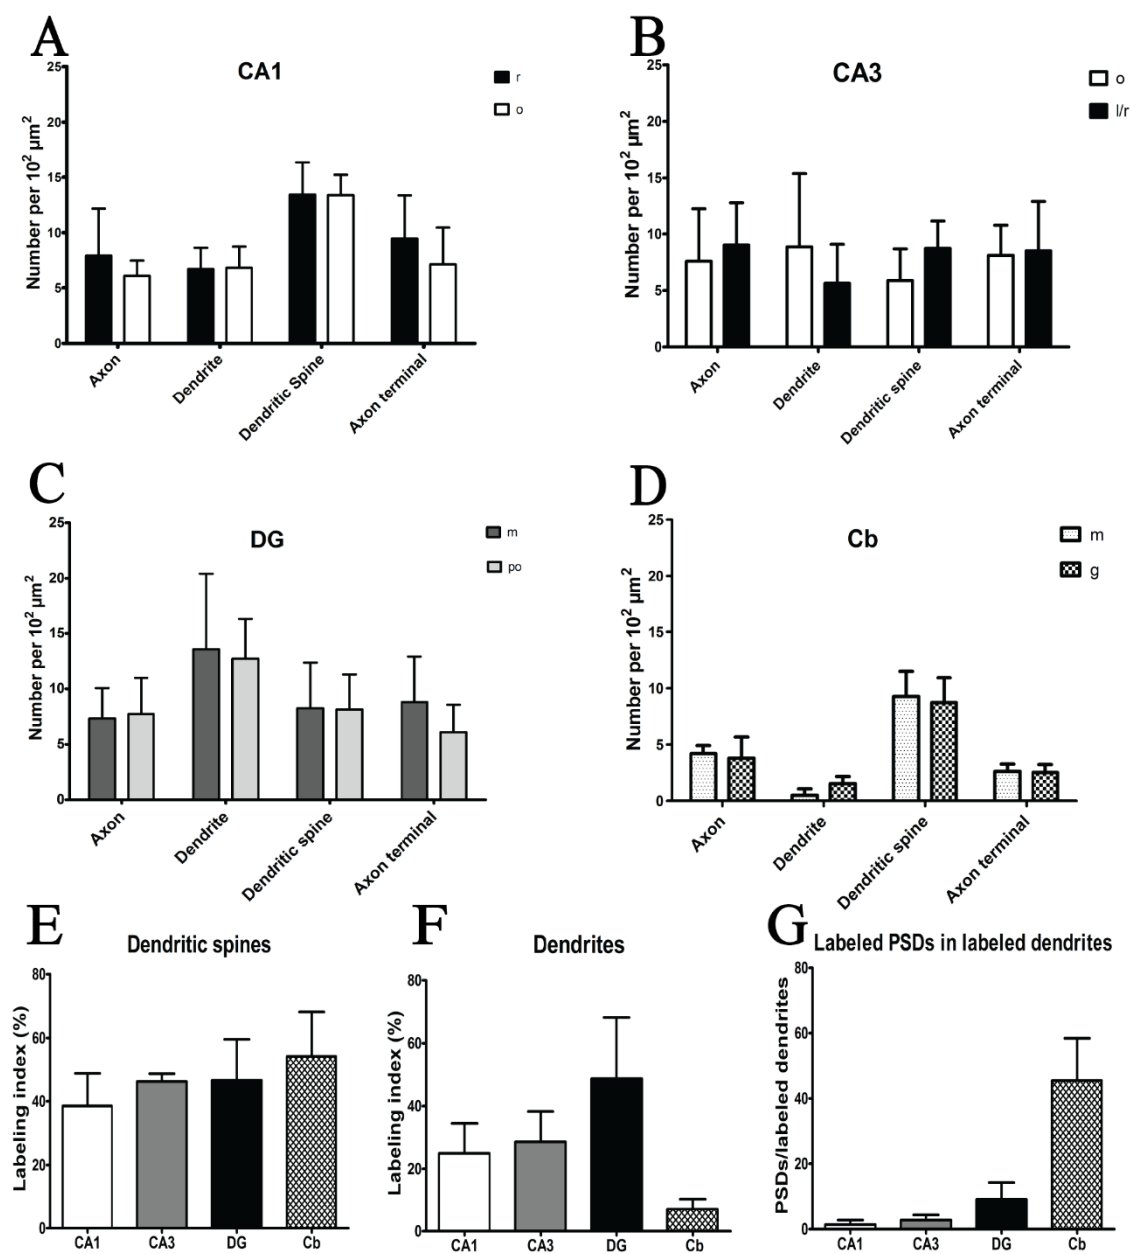 A
CA1
r
o
Number per 10² µm²
25
20
15
10
5
0
Axon
Dendrite
Dendritic Spine
Axon terminal
B
CA3
o
l/r
Number per 10² µm²
25
20
15
10
5
0
Axon
Dendrite
Dendritic spine
Axon terminal
C
DG
m
po
Number per 10² µm²
25
20
15
10
5
0
Axon
Dendrite
Dendritic spine
Axon terminal
D
Cb
m
g
Number per 10² µm²
25
20
15
10
5
0
Axon
Dendrite
Dendritic spine
Axon terminal
E
Dendritic spines
Labeling index (%)
80
60
40
20
0
CA1 CA3 DG Cb
F
Dendrites
Labeling index (%)
80
60
40
20
0
CA1 CA3 DG Cb
G
Labeled PSDs in labeled dendrites
PSDs/labeled dendrites
80
60
40
20
0
CA1 CA3 DG Cb